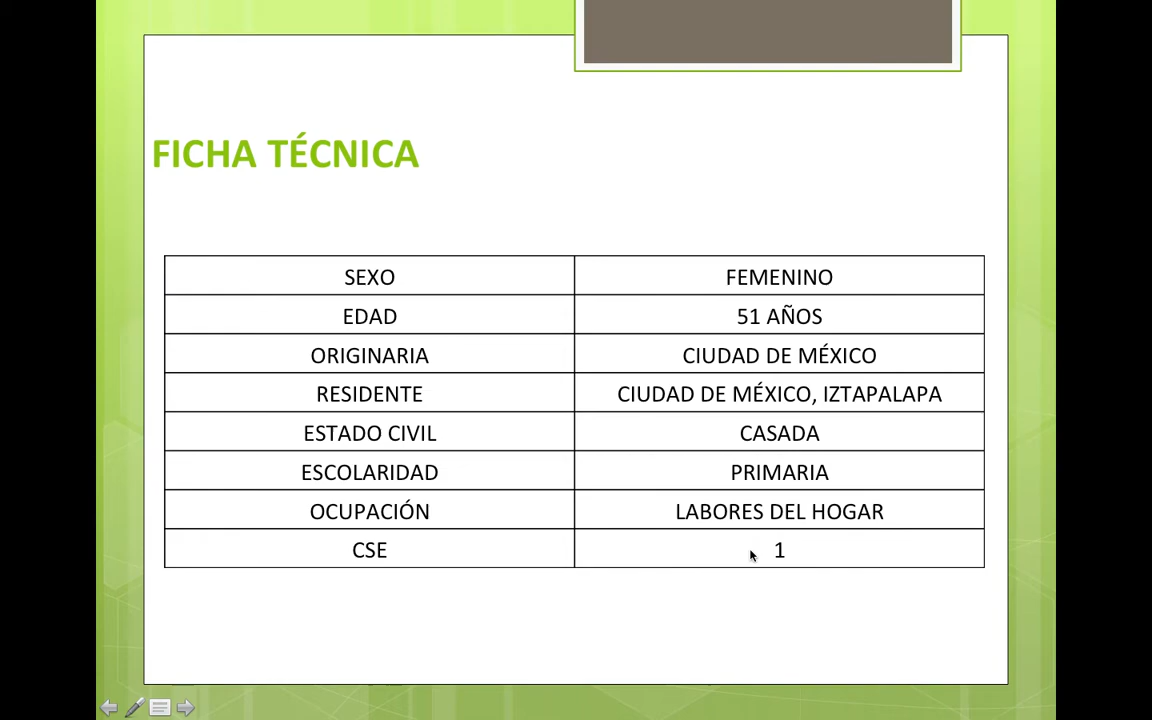 FICHA TÉCNICA
SEXO FEMENINO
EDAD 51 AÑOS
ORIGINARIA CIUDAD DE MÉXICO
RESIDENTE CIUDAD DE MÉXICO, IZTAPALAPA
ESTADO CIVIL CASADA
ESCOLARIDAD PRIMARIA
OCUPACIÓN LABORES DEL HOGAR
CSE 1